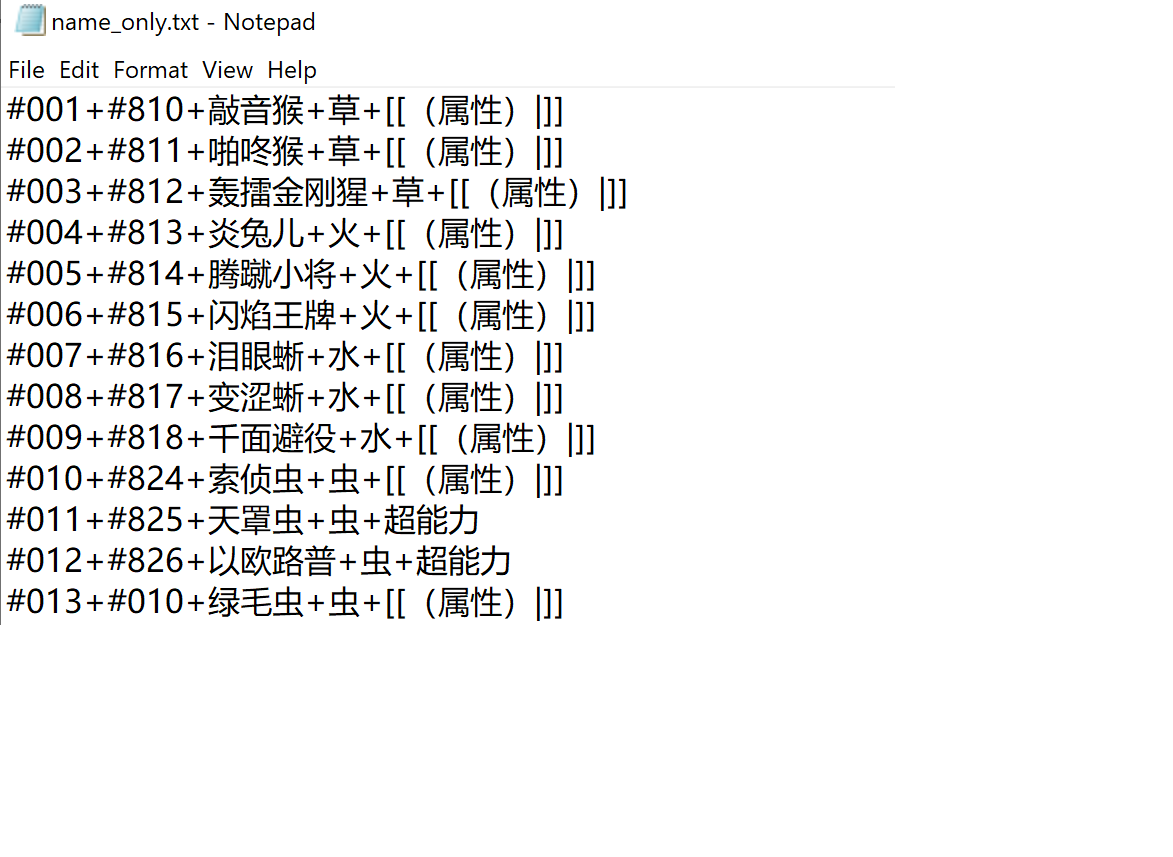 name_only.txt - Notepad
File Edit Format View Help
#001+#810+敲音猴+草+[[（属性）|]]
#002+#811+啪咚猴+草+[[（属性）|]]
#003+#812+轰擂金刚猩+草+[[（属性）|]]
#004+#813+炎兔儿+火+[[（属性）|]]
#005+#814+腾蹴小将+火+[[（属性）|]]
#006+#815+闪焰王牌+火+[[（属性）|]]
#007+#816+泪眼蜥+水+[[（属性）|]]
#008+#817+变涩蜥+水+[[（属性）|]]
#009+#818+千面避役+水+[[（属性）|]]
#010+#824+索侦虫+虫+[[（属性）|]]
#011+#825+天罩虫+虫+超能力
#012+#826+以欧路普+虫+超能力
#013+#010+绿毛虫+虫+[[（属性）|]]